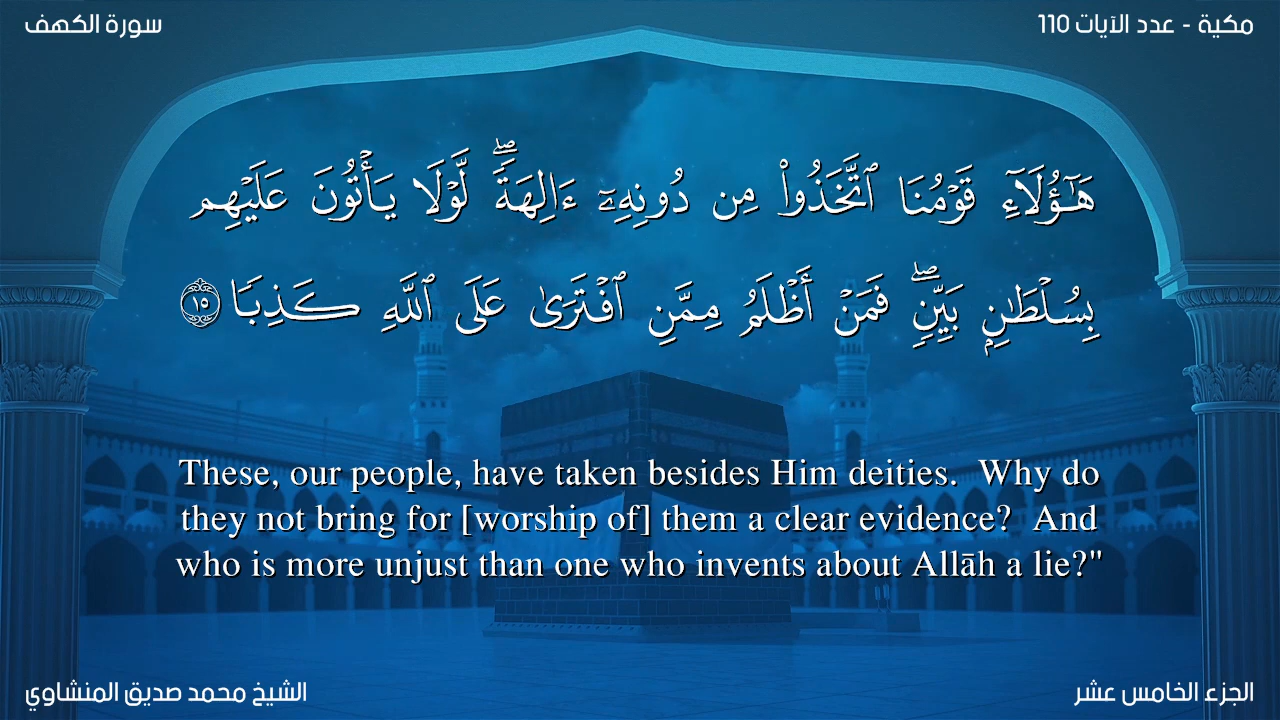 سورة الكهف
مكية - عدد الآيات 110
هَـٰٓؤُلَآءِ قَوْمُنَا ٱتَّخَذُوا۟ مِن دُونِهِۦٓ ءَالِهَةًۖ لَّوْلَا يَأْتُونَ عَلَيْهِم
بِسُلْطَـٰنٍۭ بَيِّنٍۖ فَمَنْ أَظْلَمُ مِمَّنِ ٱفْتَرَىٰ عَلَى ٱللَّهِ كَذِبًا ١٥
These, our people, have taken besides Him deities.  Why do
they not bring for [worship of] them a clear evidence?  And
who is more unjust than one who invents about Allāh a lie?"
الشيخ محمد صديق المنشاوي
الجزء الخامس عشر